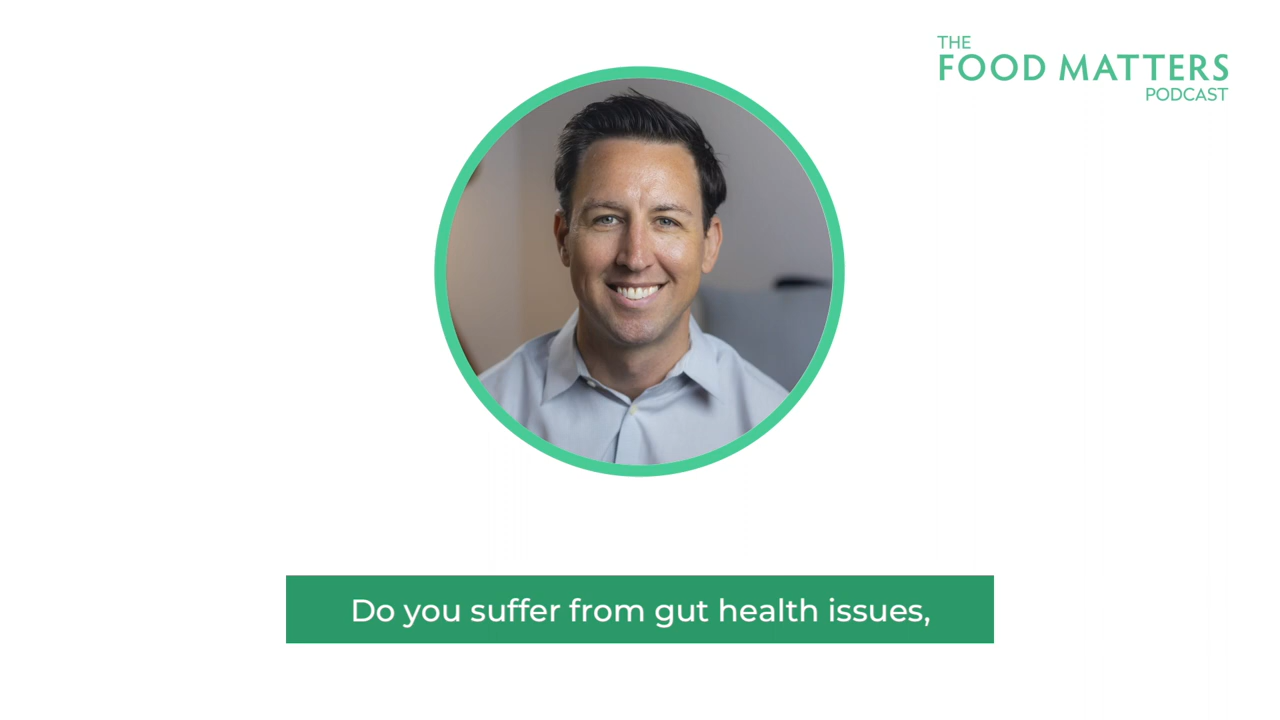 THE
FOOD MATTERS
PODCAST
Do you suffer from gut health issues,